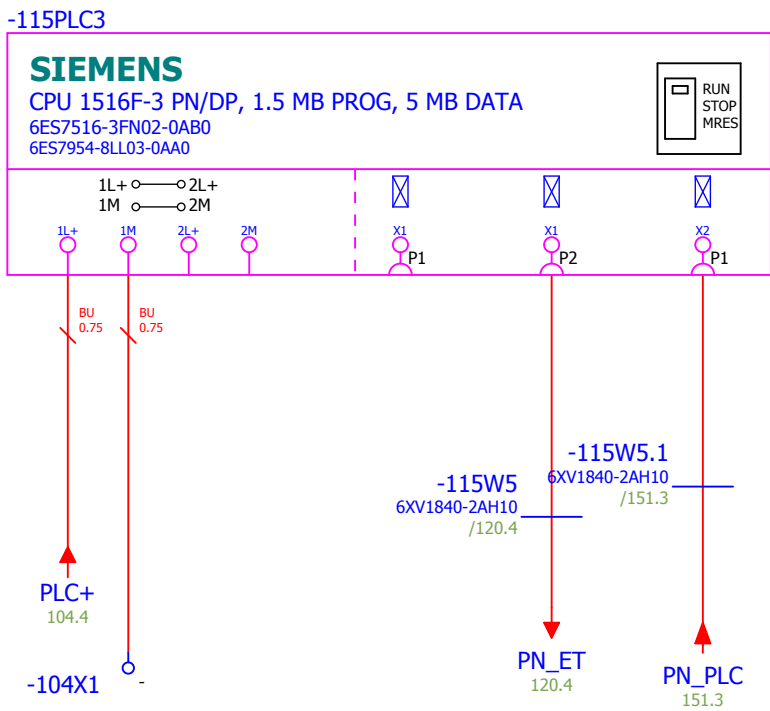 -115PLC3
SIEMENS
CPU 1516F-3 PN/DP, 1.5 MB PROG, 5 MB DATA
6ES7516-3FN02-0AB0
6ES7954-8LL03-0AA0
RUN
STOP
MRES
1L+ 2L+
1M 2M
1L+ 1M 2L+ 2M X1 X1 X2
P1 P2 P1
BU BU
0.75 0.75
-115W5.1
6XV1840-2AH10
/151.3
-115W5
6XV1840-2AH10
/120.4
PLC+
104.4
-104X1 -
PN_ET
120.4
PN_PLC
151.3